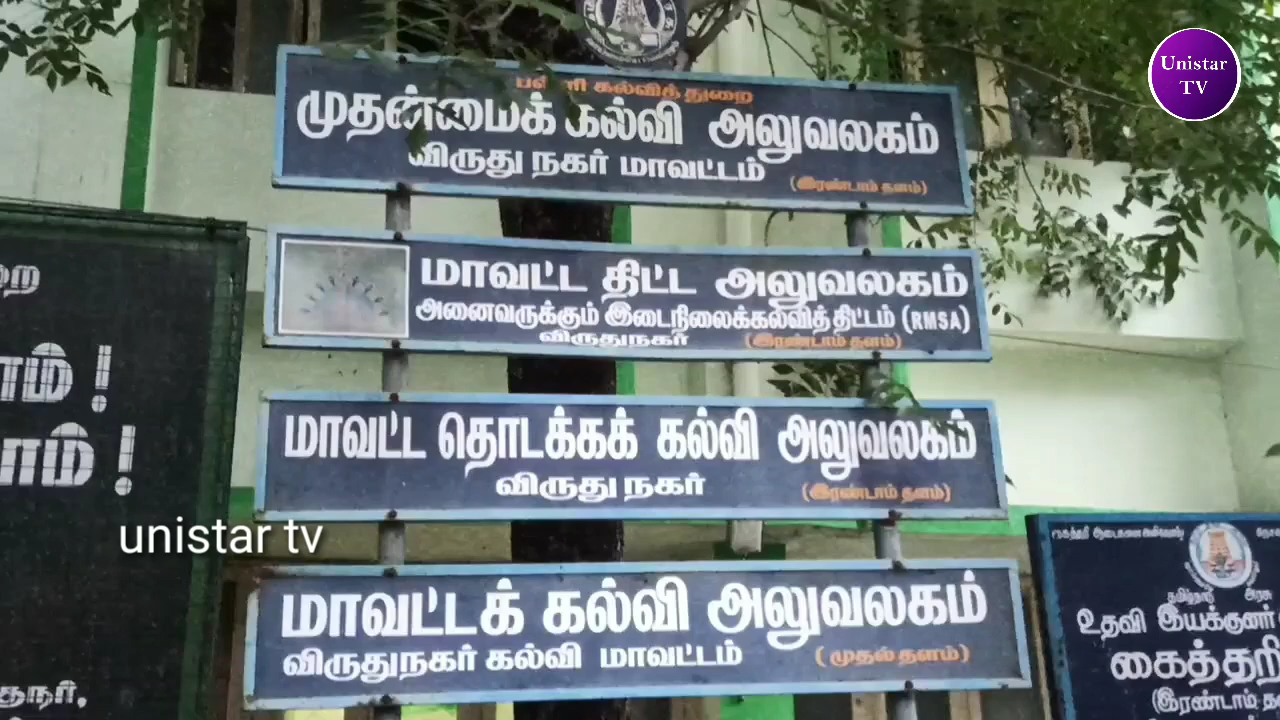 Unistar
TV
பள்ளி கல்வித்துறை
முதன்மைக் கல்வி அலுவலகம்
விருதுநகர் மாவட்டம்
(இரண்டாம் தளம்)
மாவட்ட திட்ட அலுவலகம்
அனைவருக்கும் இடைநிலைக்கல்வித் திட்டம் (RMSA)
விருதுநகர் (இரண்டாம் தளம்)
மாவட்ட தொடக்கக் கல்வி அலுவலகம்
விருதுநகர் (இரண்டாம் தளம்)
unistar tv
மாவட்டக் கல்வி அலுவலகம்
விருதுநகர் கல்வி மாவட்டம் (முதல் தளம்)
உதவி இயக்குனர்
கைத்தறி
(இரண்டாம்